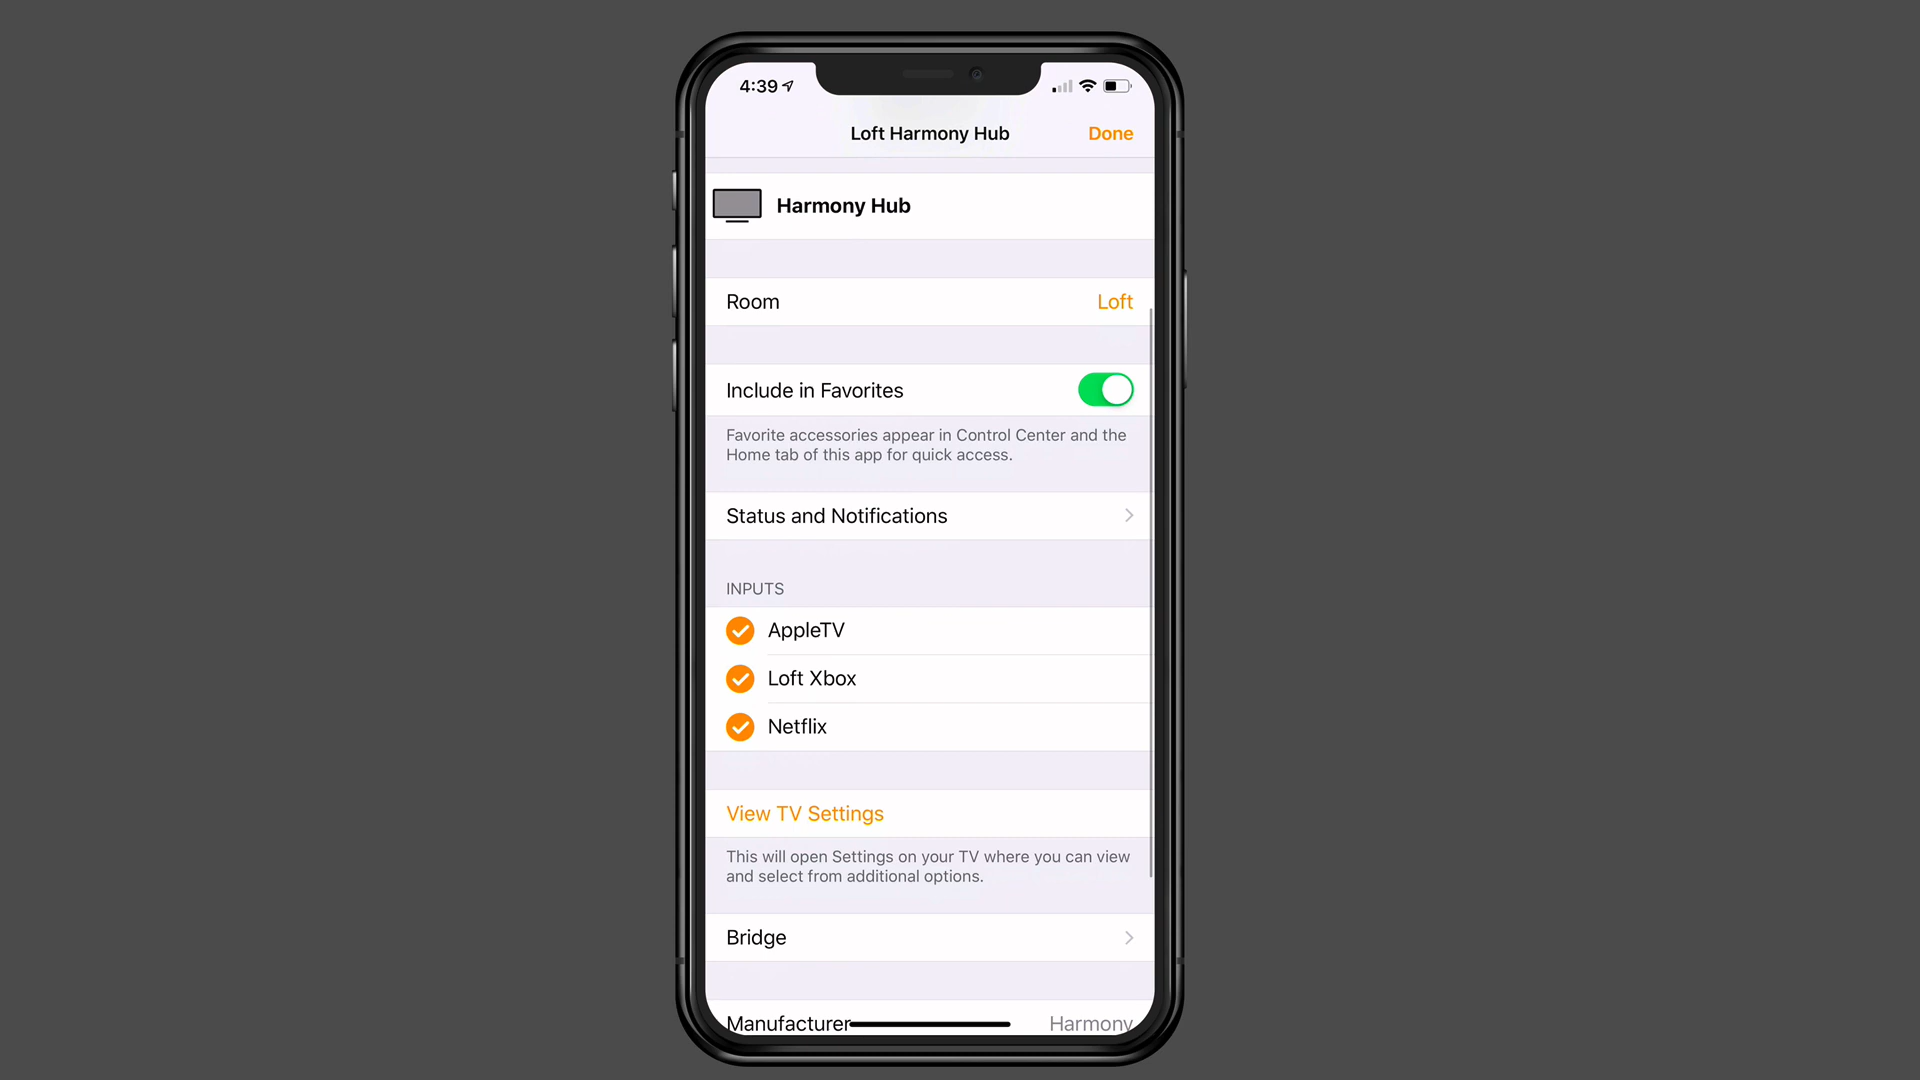 4:39
Loft Harmony Hub
Done
Harmony Hub
Room
Loft
Include in Favorites
Favorite accessories appear in Control Center and the
Home tab of this app for quick access.
Status and Notifications
INPUTS
AppleTV
Loft Xbox
Netflix
View TV Settings
This will open Settings on your TV where you can view
and select from additional options.
Bridge
Manufacturer
Harmony